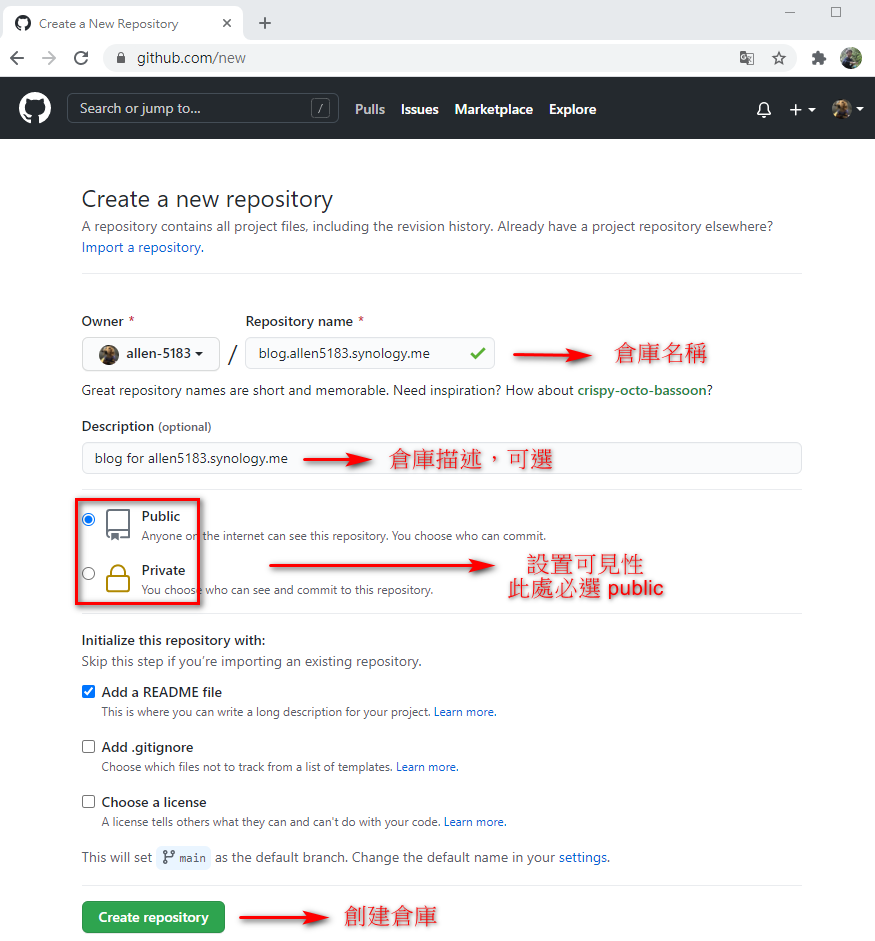 Create a New Repository
github.com/new
Search or jump to... / Pulls Issues Marketplace Explore
Create a new repository
A repository contains all project files, including the revision history. Already have a project repository elsewhere?
Import a repository.
Owner * Repository name *
allen-5183 / blog.allen5183.synology.me 倉庫名稱
Great repository names are short and memorable. Need inspiration? How about crispy-octo-bassoon?
Description (optional)
blog for allen5183.synology.me 倉庫描述，可選
Public
Anyone on the internet can see this repository. You choose who can commit.
設置可見性
Private
此處必選 public
You choose who can see and commit to this repository.
Initialize this repository with:
Skip this step if you're importing an existing repository.
Add a README file
This is where you can write a long description for your project. Learn more.
Add .gitignore
Choose which files not to track from a list of templates. Learn more.
Choose a license
A license tells others what they can and can't do with your code. Learn more.
This will set main as the default branch. Change the default name in your settings.
Create repository 創建倉庫